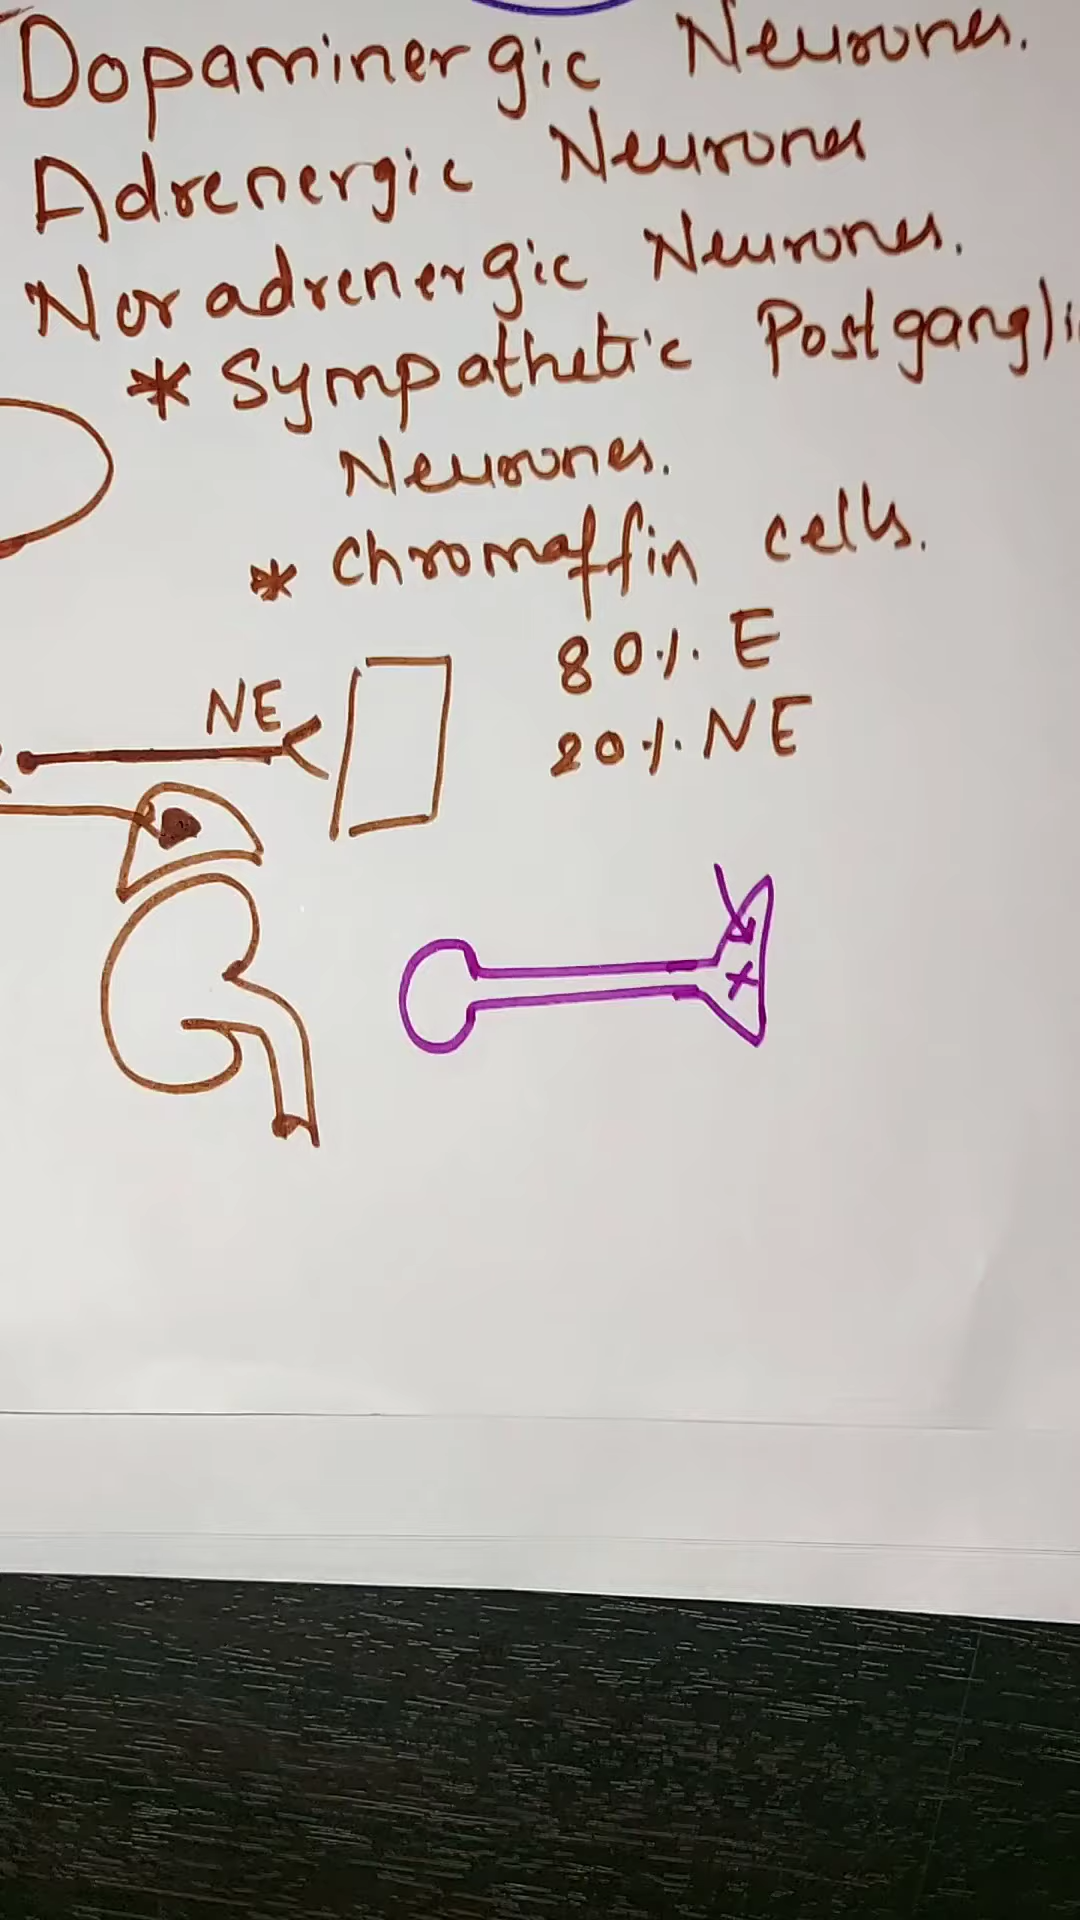 Dopaminergic Neurones.
Adrenergic Neurones
Noradrenergic Neurones.
* Sympathetic Postgangli
Neurones.
* Chromaffin cells.
80%. E
20%. NE
NE
+